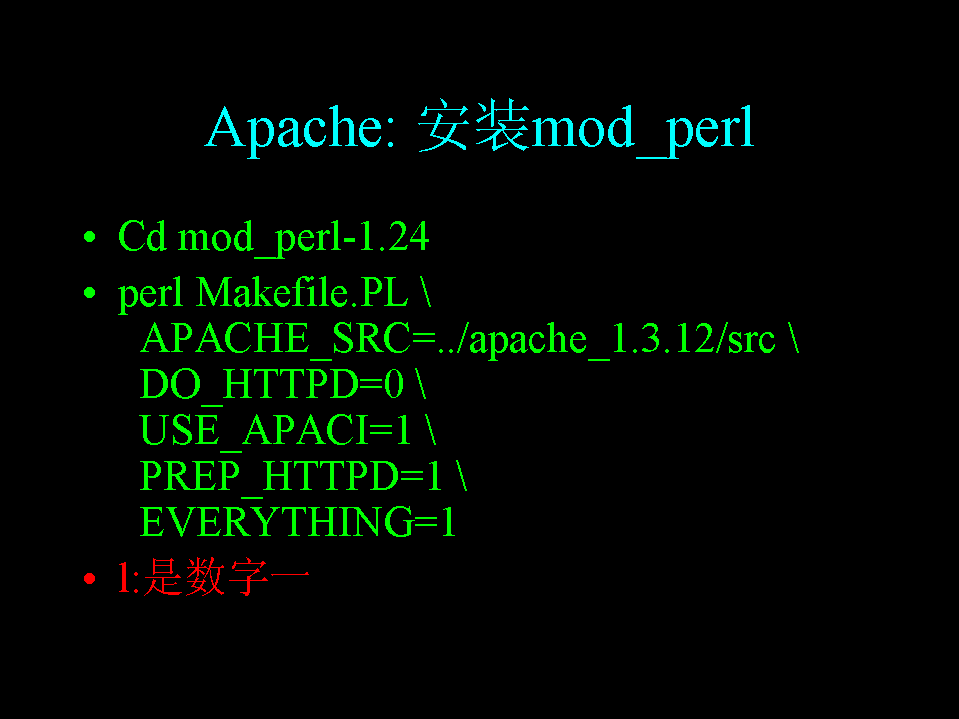 Apache: 安装mod_perl
• Cd mod_perl-1.24
• perl Makefile.PL \
APACHE_SRC=../apache_1.3.12/src \
DO_HTTPD=0 \
USE_APACI=1 \
PREP_HTTPD=1 \
EVERYTHING=1
• l:是数字一